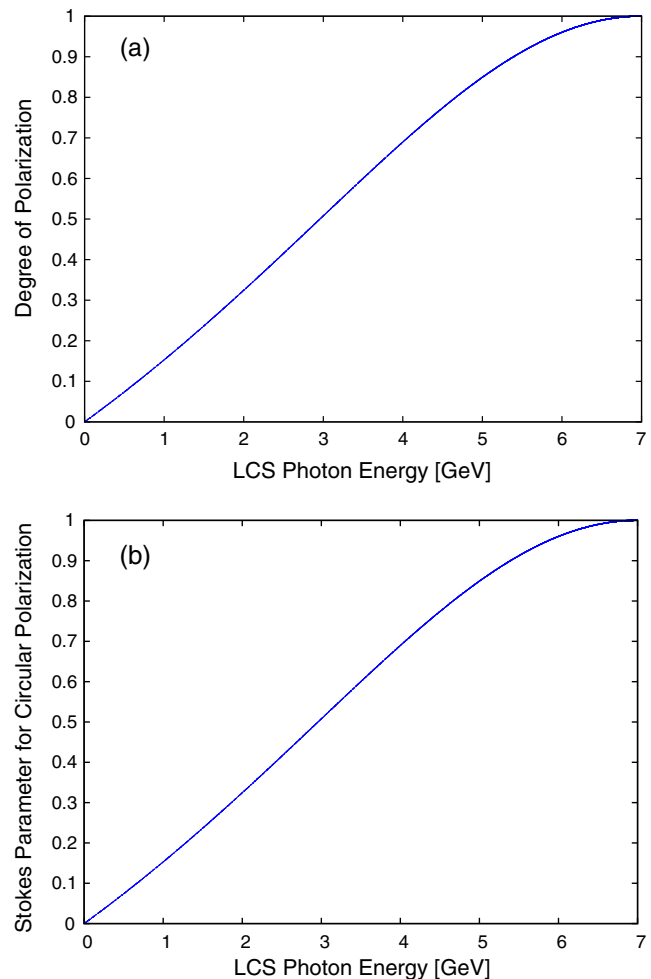 (a)
Degree of Polarization
1
0.9
0.8
0.7
0.6
0.5
0.4
0.3
0.2
0.1
0
0 1 2 3 4 5 6 7
LCS Photon Energy [GeV]
(b)
Stokes Parameter for Circular Polarization
1
0.9
0.8
0.7
0.6
0.5
0.4
0.3
0.2
0.1
0
0 1 2 3 4 5 6 7
LCS Photon Energy [GeV]